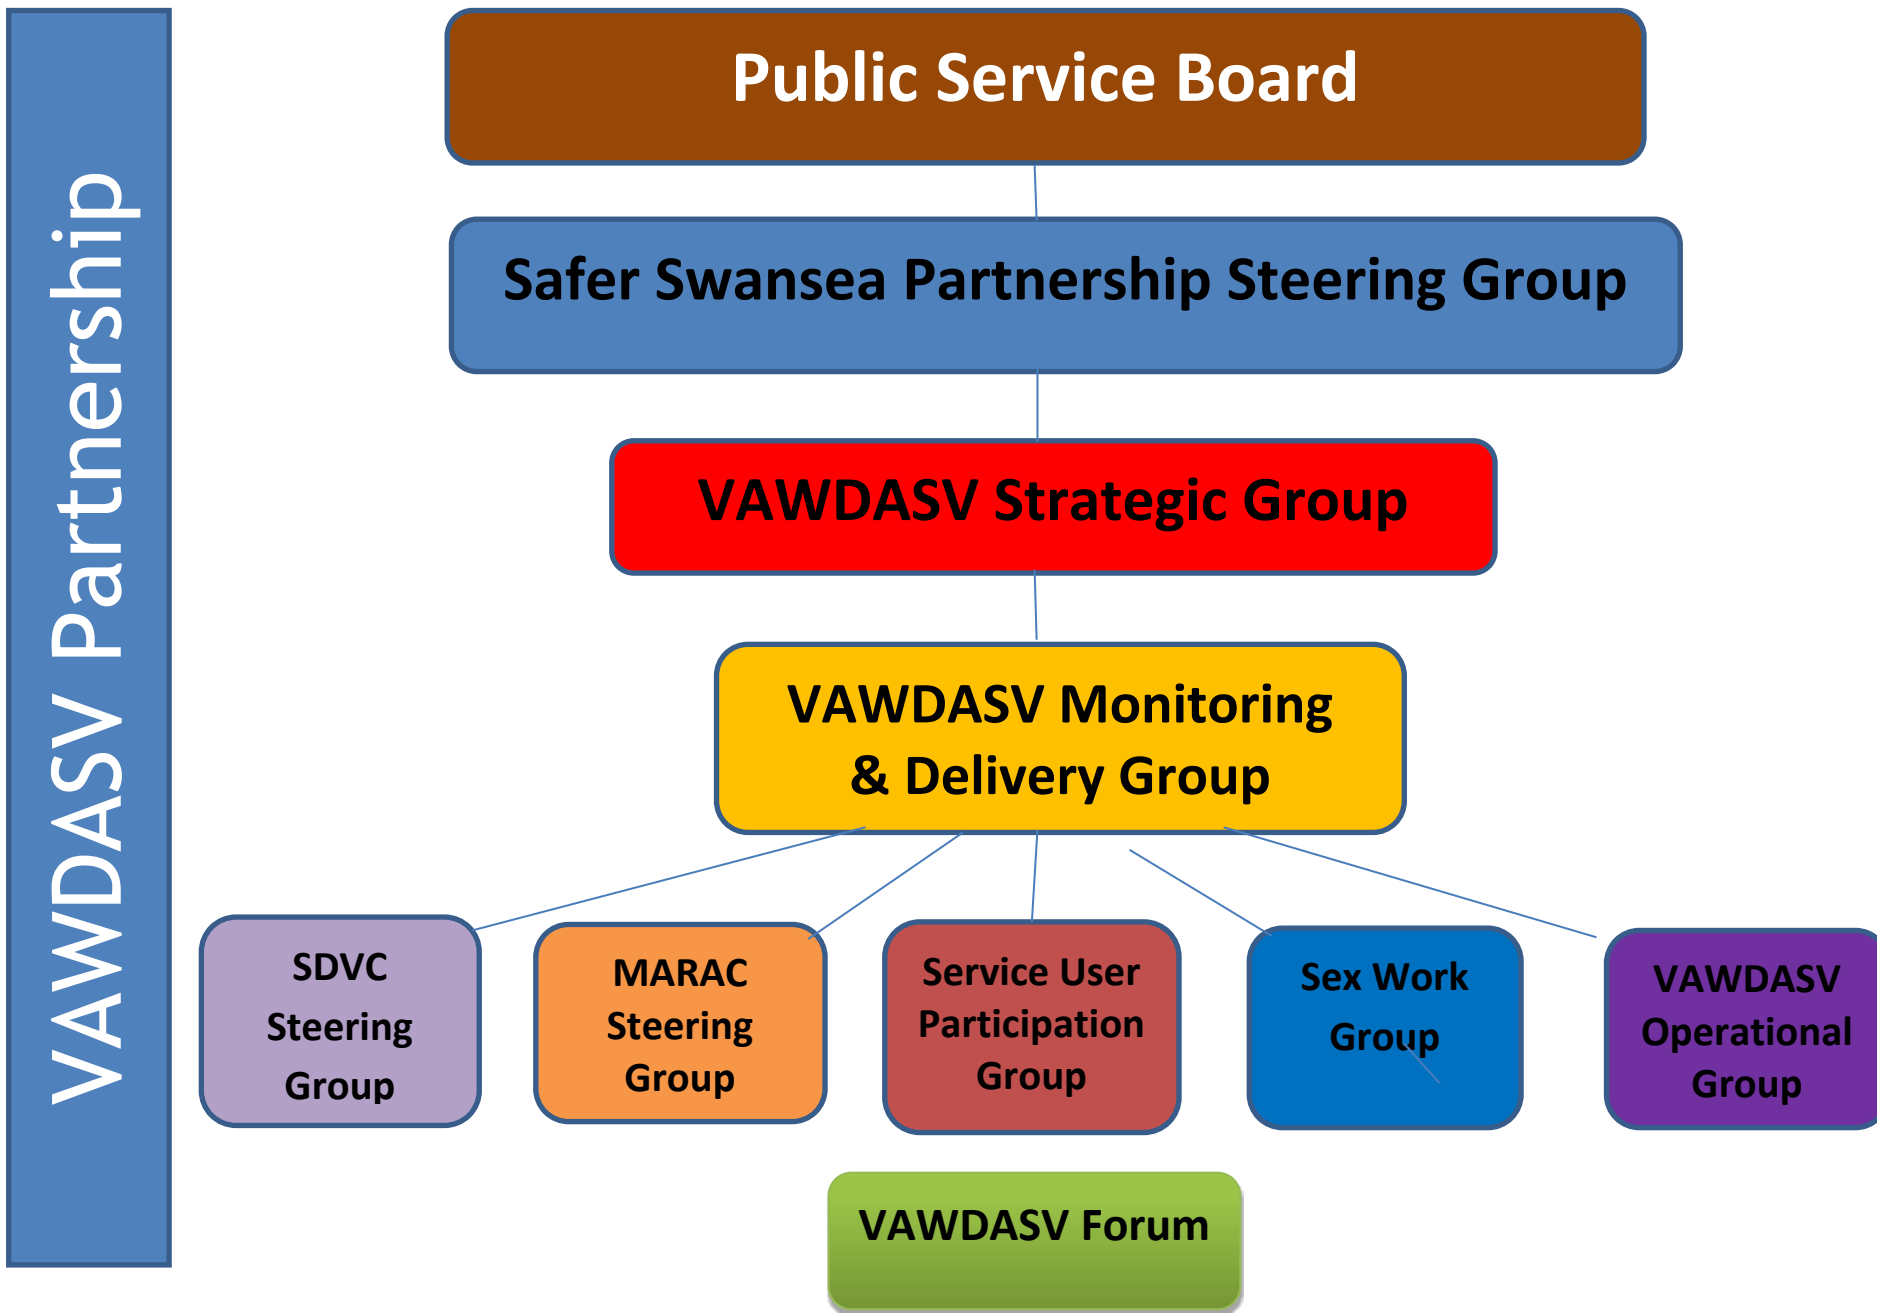 VAWDASV Partnership
Public Service Board
Safer Swansea Partnership Steering Group
VAWDASV Strategic Group
VAWDASV Monitoring
& Delivery Group
SDVC
Steering
Group
MARAC
Steering
Group
Service User
Participation
Group
Sex Work
Group
VAWDASV
Operational
Group
VAWDASV Forum